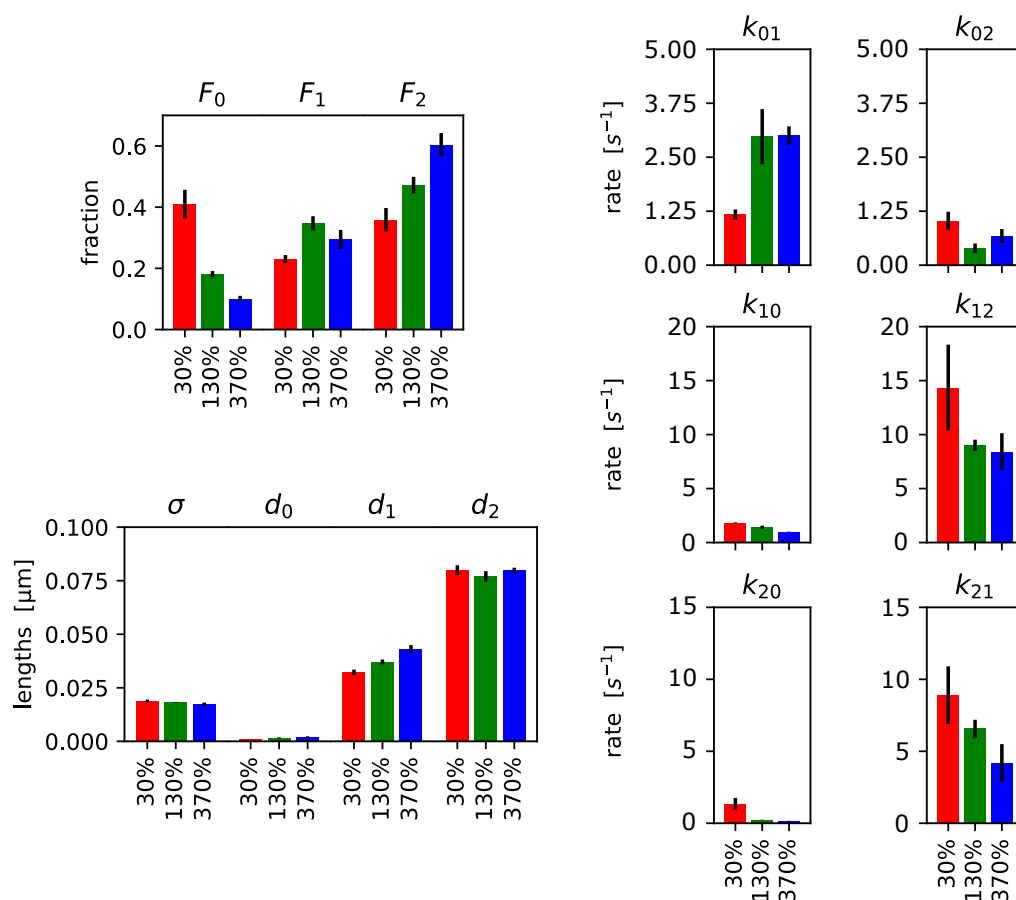 F0 F1 F2
fraction
0.6
0.4
0.2
0.0
30% 130% 370% 30% 130% 370% 30% 130% 370%
σ d0 d1 d2
lengths [µm]
0.100
0.075
0.050
0.025
0.000
30% 130% 370% 30% 130% 370% 30% 130% 370% 30% 130% 370%
k01
rate [s−1]
5.00
3.75
2.50
1.25
0.00
k02
5.00
3.75
2.50
1.25
0.00
k10
rate [s−1]
20
15
10
5
0
k12
20
15
10
5
0
k20
rate [s−1]
15
10
5
0
30% 130% 370%
k21
15
10
5
0
30% 130% 370%